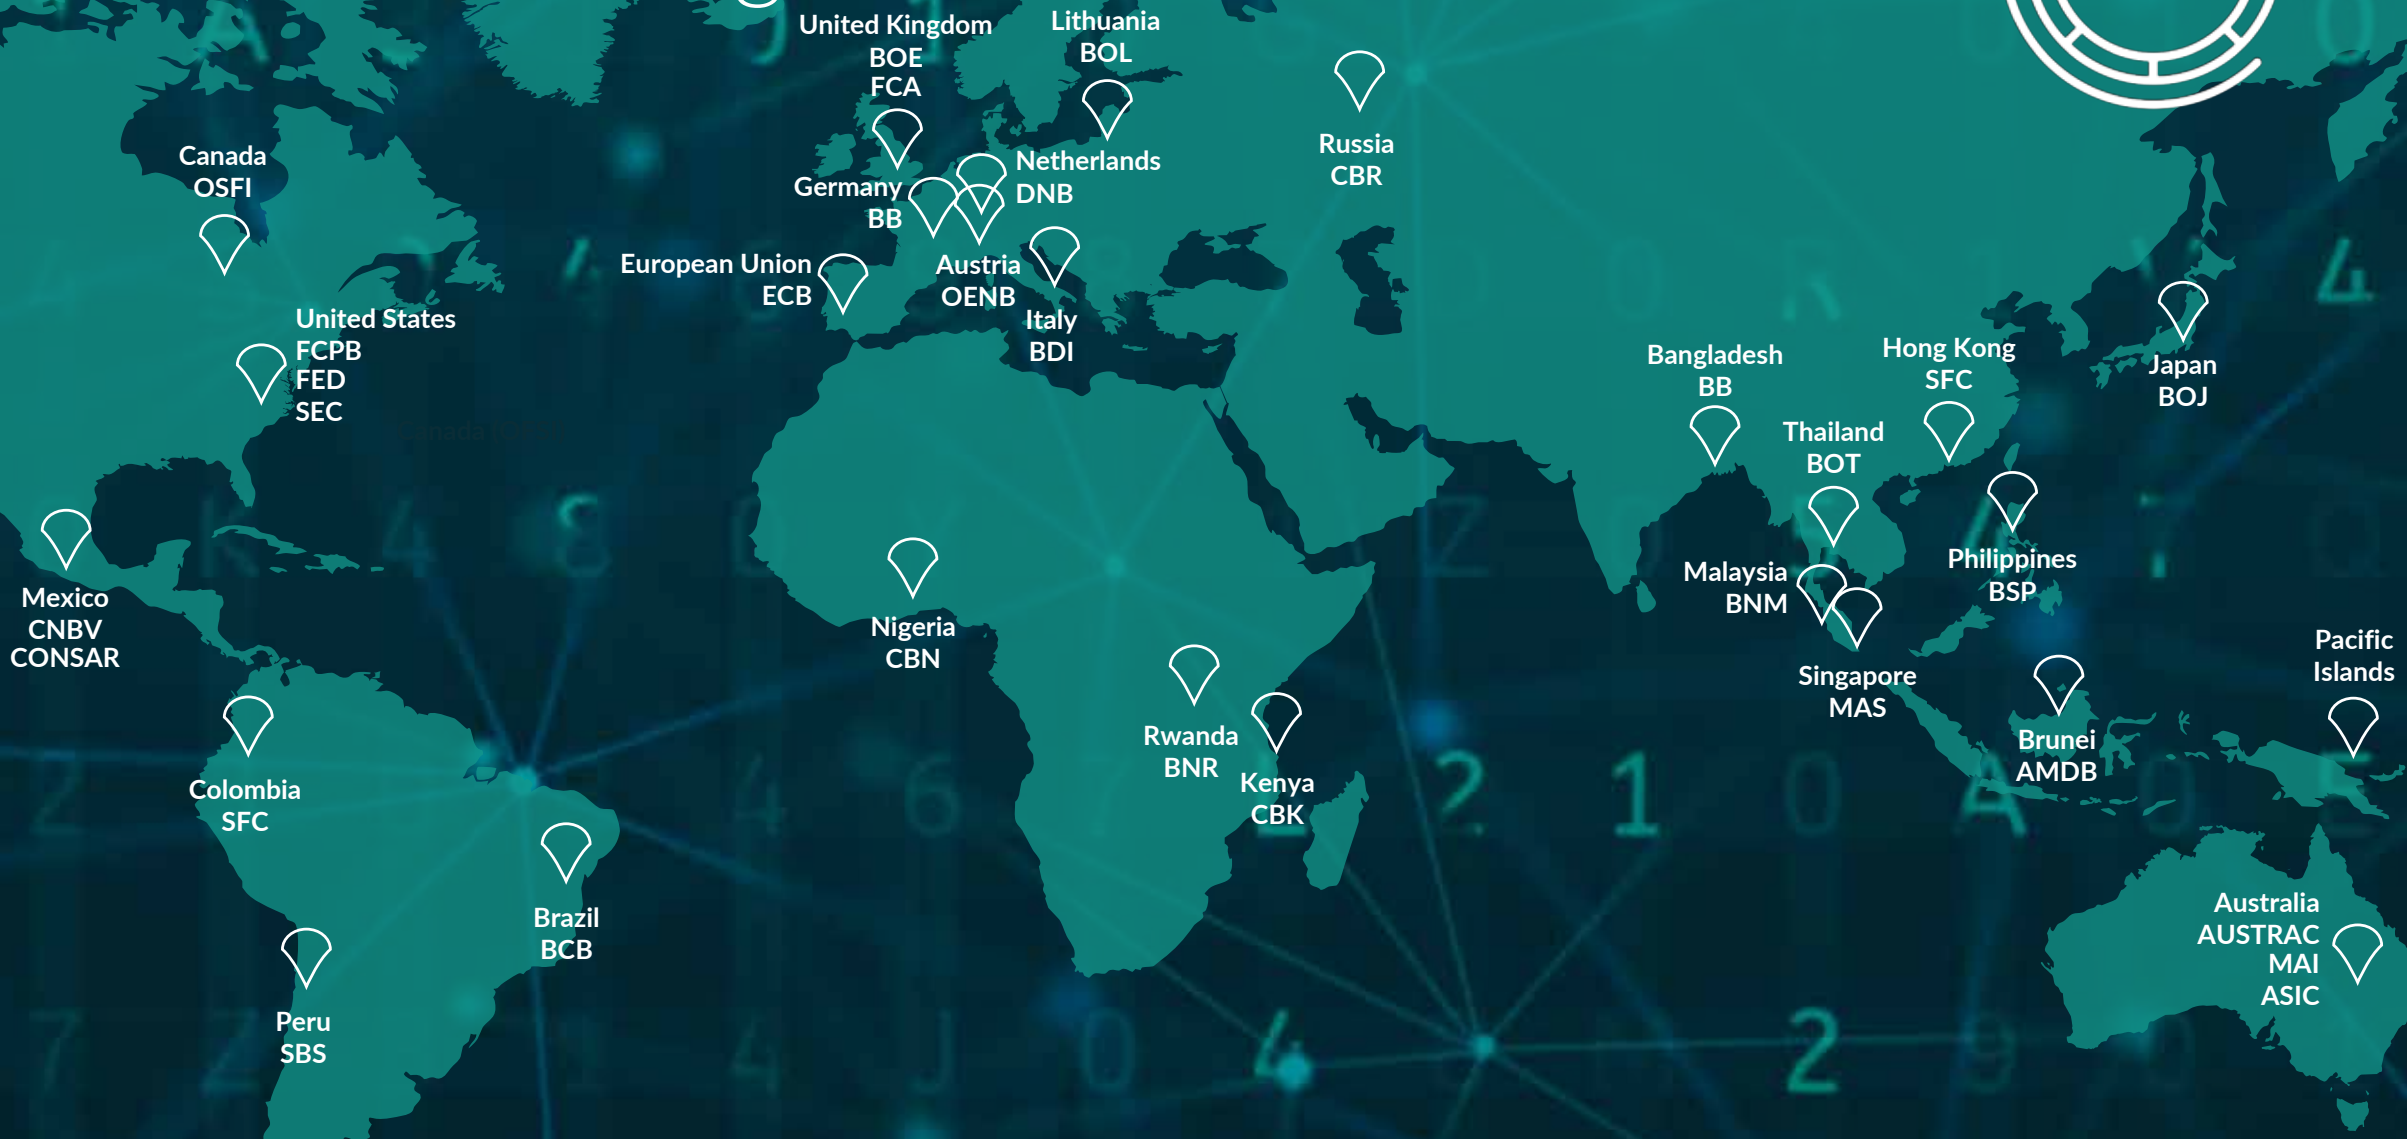 United Kingdom
BOE
FCA
Lithuania
BOL
Russia
CBR
Canada
OSFI
Netherlands
DNB
Germany
BB
European Union
ECB
Austria
OENB
Italy
BDI
United States
FCPB
FED
SEC
Bangladesh
BB
Hong Kong
SFC
Japan
BOJ
Thailand
BOT
Mexico
CNBV
CONSAR
Nigeria
CBN
Malaysia
BNM
Philippines
BSP
Singapore
MAS
Pacific
Islands
Rwanda
BNR
Kenya
CBK
Brunei
AMDB
Colombia
SFC
Brazil
BCB
Australia
AUSTRAC
MAI
ASIC
Peru
SBS